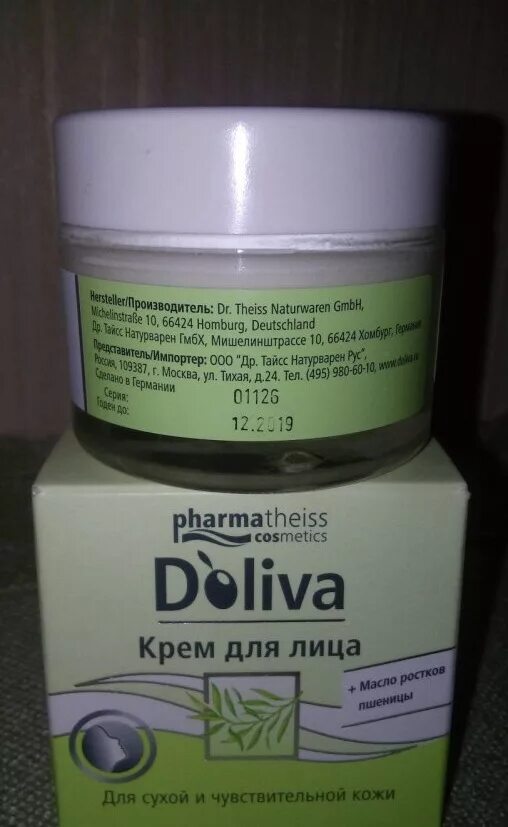 Hersteller/Производитель: Dr. Theiss Naturwaren GmbH,
Michelinstraße 10, 66424 Homburg, Deutschland
Др. Тайсс Натурварен ГмбХ, Мишелинштрассе 10, 66424 Хомбург, Германия
Представитель/Импортер: ООО "Др. Тайсс Натурварен Рус",
Россия, 109387, г. Москва, ул. Тихая, д.24. Тел. (495) 980-60-10, www.doliva.ru
Сделано в Германии
Серия: 01126
Годен до: 12.2019
pharmatheiss
cosmetics
D'oliva
Крем для лица
+ Масло ростков
пшеницы
Для сухой и чувствительной кожи